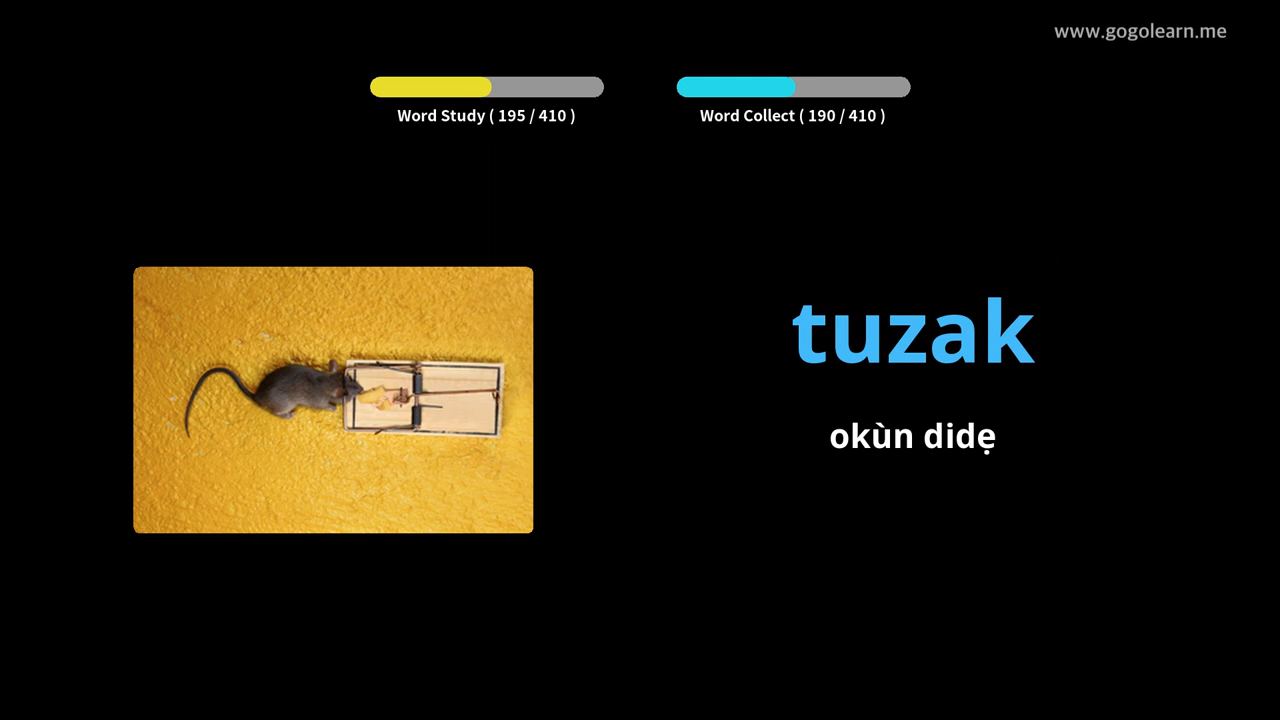 www.gogolearn.me
Word Study ( 195 / 410 )
Word Collect ( 190 / 410 )
tuzak
okùn didẹ